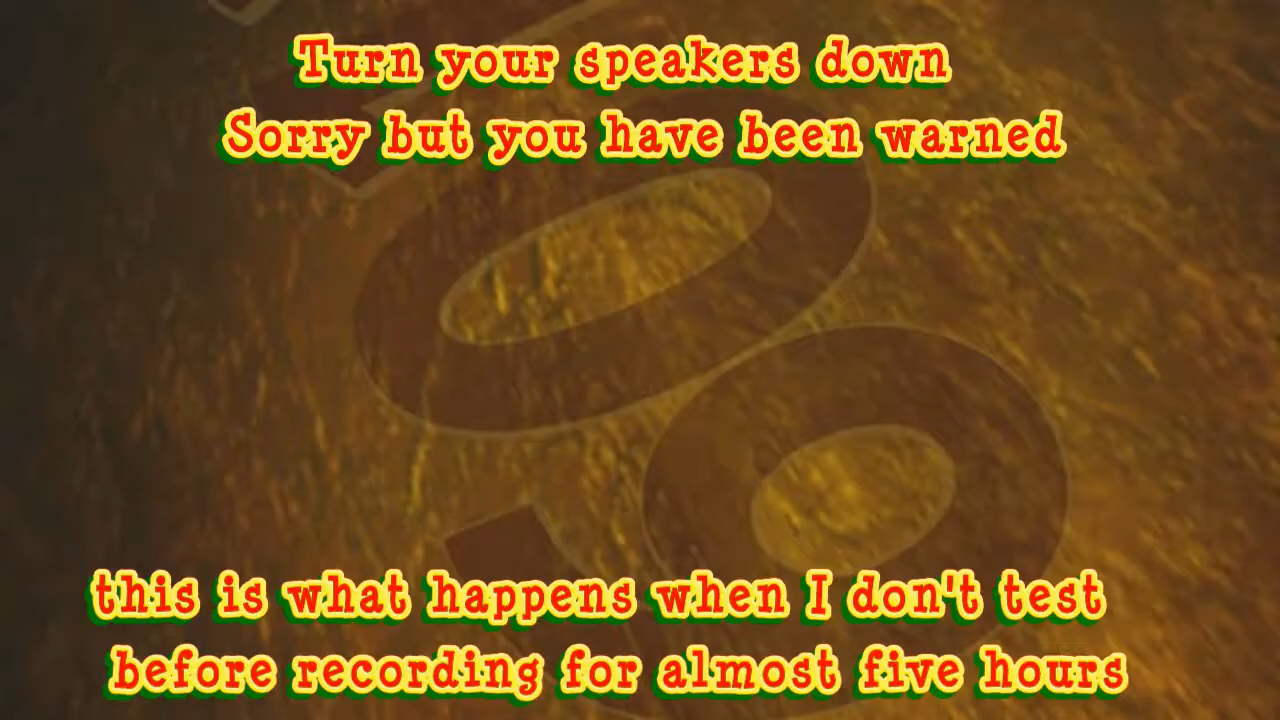 Turn your speakers down
Sorry but you have been warned
this is what happens when I don't test
before recording for almost five hours